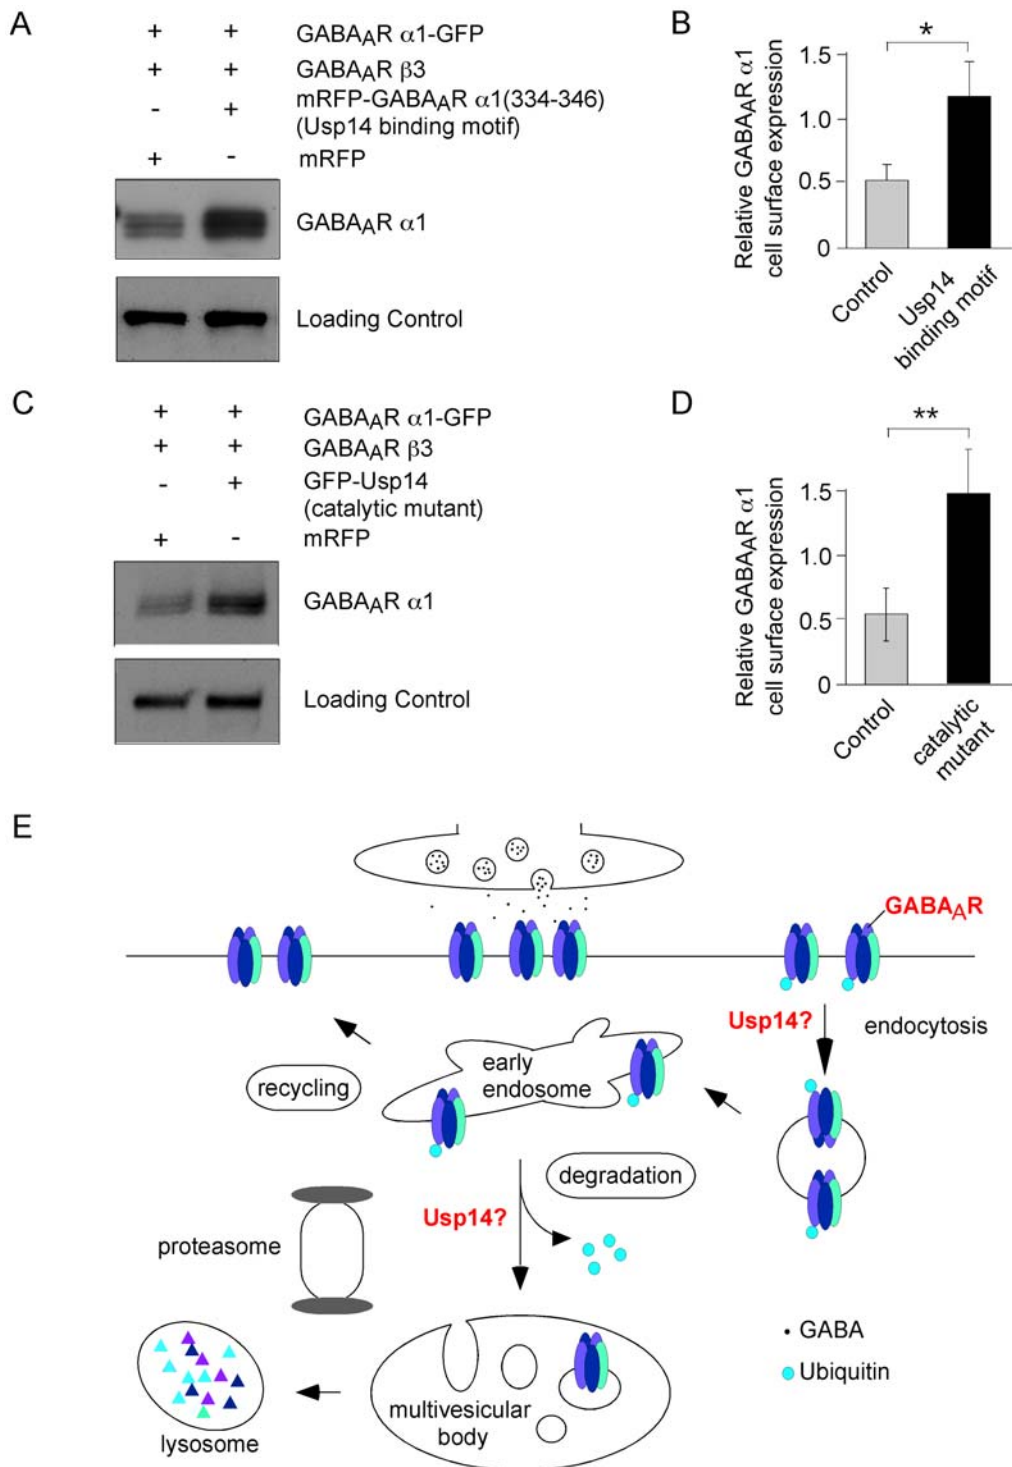 A
+ + GABAAR α1-GFP
+ + GABAAR β3
- + mRFP-GABAAR α1(334-346)
(Usp14 binding motif)
+ - mRFP
GABAAR α1
Loading Control
B
*
Relative GABAAR α1
cell surface expression
1.5
1.0
0.5
0
Control
Usp14
binding motif
C
+ + GABAAR α1-GFP
+ + GABAAR β3
- + GFP-Usp14
(catalytic mutant)
+ - mRFP
GABAAR α1
Loading Control
D
**
Relative GABAAR α1
cell surface expression
1.5
1.0
0.5
0
Control
catalytic
mutant
E
GABAAR
Usp14?
endocytosis
early
endosome
recycling
degradation
Usp14?
proteasome
GABA
Ubiquitin
multivesicular
body
lysosome